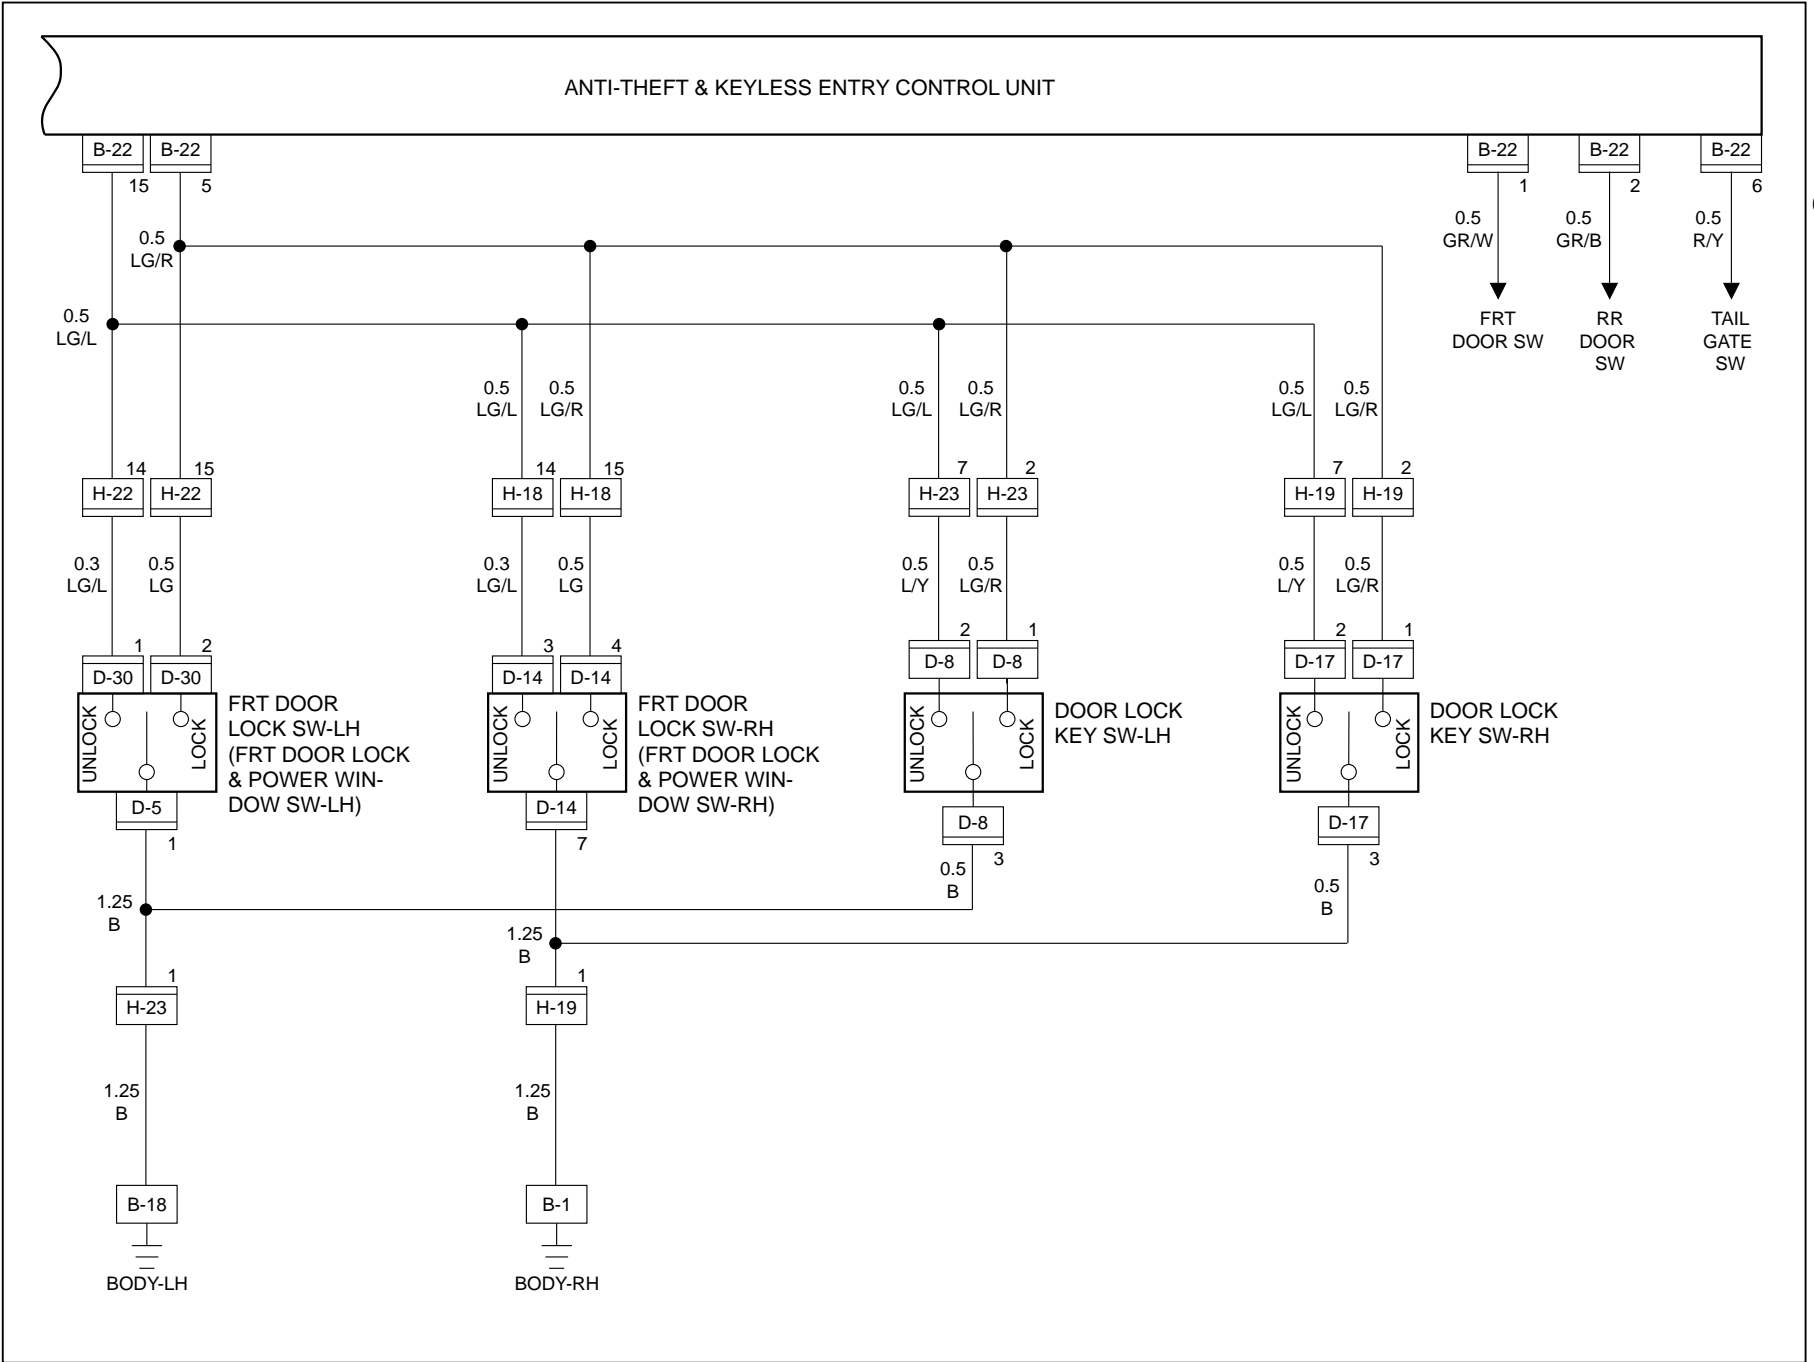 ANTI-THEFT & KEYLESS ENTRY CONTROL UNIT
B-22 B-22 B-22 B-22 B-22
15 5 1 2 6
0.5 0.5 0.5
GR/W GR/B R/Y
0.5
LG/R
0.5
LG/L
FRT
DOOR SW
RR
DOOR
SW
TAIL
GATE
SW
0.5 0.5 0.5 0.5 0.5 0.5
LG/L LG/R LG/L LG/R LG/L LG/R
14 15 14 15 7 2 7 2
H-22 H-22 H-18 H-18 H-23 H-23 H-19 H-19
0.3 0.5 0.3 0.5 0.5 0.5 0.5 0.5
LG/L LG LG/L LG L/Y LG/R L/Y LG/R
1 2 3 4 2 1 2 1
D-30 D-30 D-14 D-14 D-8 D-8 D-17 D-17
UNLOCK
LOCK
FRT DOOR
LOCK SW-LH
(FRT DOOR LOCK
& POWER WIN-
DOW SW-LH)
UNLOCK
LOCK
FRT DOOR
LOCK SW-RH
(FRT DOOR LOCK
& POWER WIN-
DOW SW-RH)
UNLOCK
LOCK
DOOR LOCK
KEY SW-LH
UNLOCK
LOCK
DOOR LOCK
KEY SW-RH
D-5 D-14 D-8 D-17
1 7 3 3
0.5
B
0.5
B
1.25
B
1.25
B
1 1
H-23 H-19
1.25 1.25
B B
B-18 B-1
BODY-LH BODY-RH